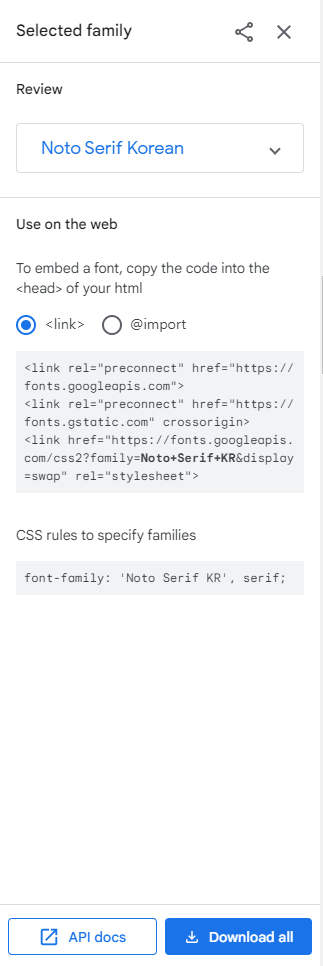 Selected family
Review
Noto Serif Korean
Use on the web
To embed a font, copy the code into the
<head> of your html
<link>
@import
<link rel="preconnect" href="https://
fonts.googleapis.com">
<link rel="preconnect" href="https://
fonts.gstatic.com" crossorigin>
<link href="https://fonts.googleapis.
com/css2?family=Noto+Serif+KR&display
=swap" rel="stylesheet">
CSS rules to specify families
font-family: 'Noto Serif KR', serif;
API docs
Download all